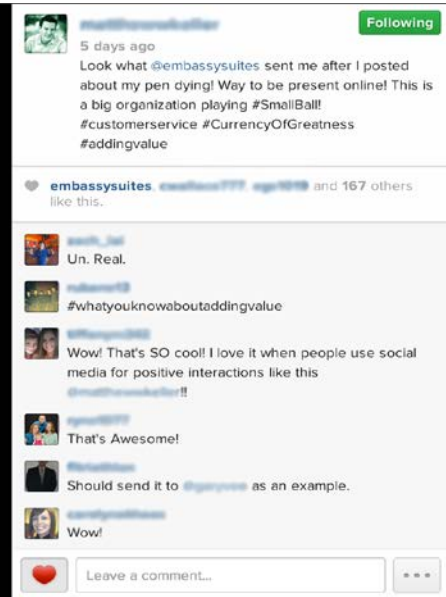 Following
5 days ago
Look what @embassysuites sent me after I posted
about my pen dying! Way to be present online! This is
a big organization playing #SmallBall!
#customerservice #CurrencyOfGreatness
#addingvalue
embassysuites, and 167 others
like this.
Un. Real.
#whatyouknowaboutaddingvalue
Wow! That's SO cool! I love it when people use social
media for positive interactions like this
!!
That's Awesome!
Should send it to as an example.
Wow!
Leave a comment...